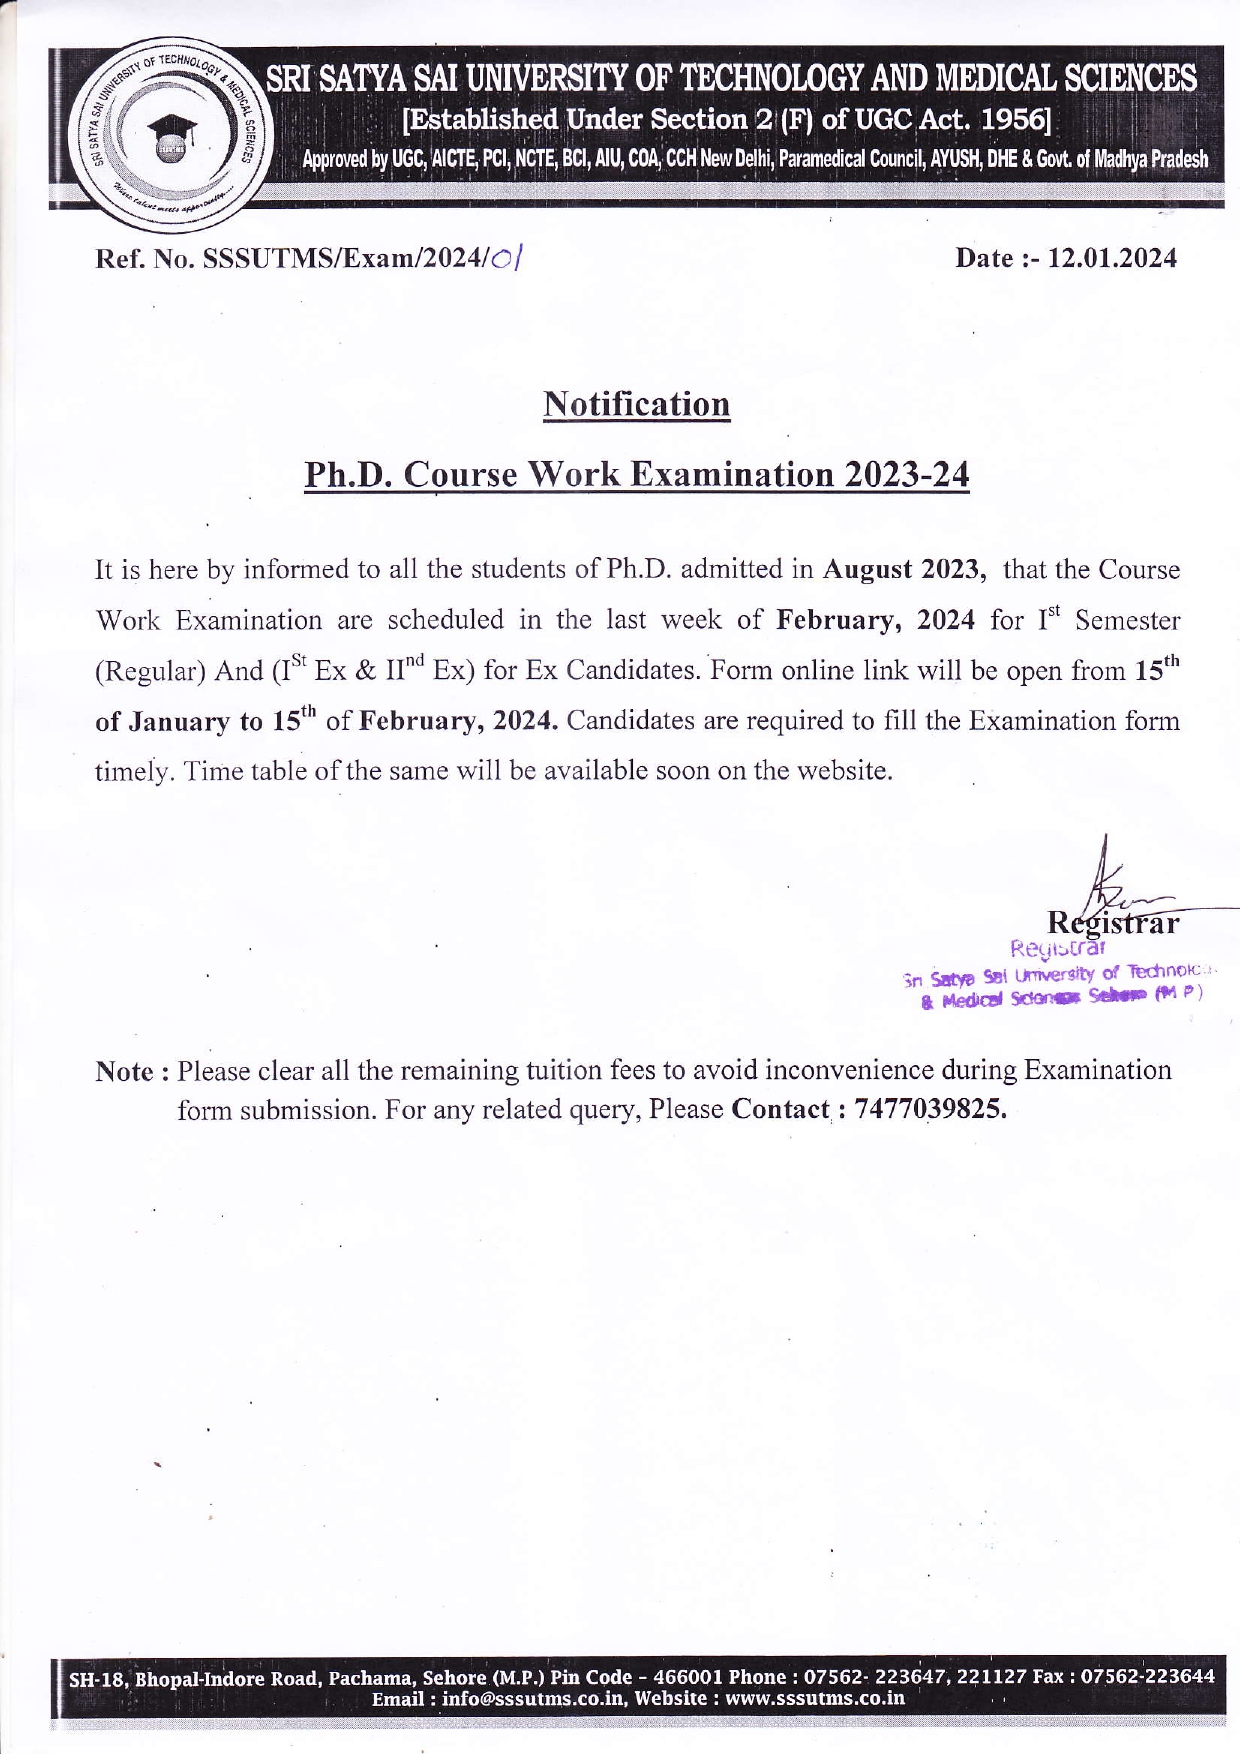 SRI SATYA SAI UNIVERSITY OF TECHNOLOGY & MEDICAL SCIENCES
Where talent meets opportunity....
SRI SATYA SAI UNIVERSITY OF TECHNOLOGY AND MEDICAL SCIENCES
[Established Under Section 2 (F) of UGC Act. 1956]
Approved by UGC, AICTE, PCI, NCTE, BCI, AIU, COA, CCH New Delhi, Paramedical Council, AYUSH, DHE & Govt. of Madhya Pradesh
Ref. No. SSSUTMS/Exam/2024/01 Date :- 12.01.2024
Notification
Ph.D. Course Work Examination 2023-24
It is here by informed to all the students of Ph.D. admitted in August 2023, that the Course
Work Examination are scheduled in the last week of February, 2024 for Ist Semester
(Regular) And (ISt Ex & IInd Ex) for Ex Candidates. Form online link will be open from 15th
of January to 15th of February, 2024. Candidates are required to fill the Examination form
timely. Time table of the same will be available soon on the website.
Registrar
Registrar
Sri Satya Sai University of Technolo
& Medical Sciences Sehore (M P)
Note : Please clear all the remaining tuition fees to avoid inconvenience during Examination
form submission. For any related query, Please Contact : 7477039825.
SH-18, Bhopal-Indore Road, Pachama, Sehore (M.P.) Pin Code - 466001 Phone : 07562- 223647, 221127 Fax : 07562-223644
Email : info@sssutms.co.in, Website : www.sssutms.co.in